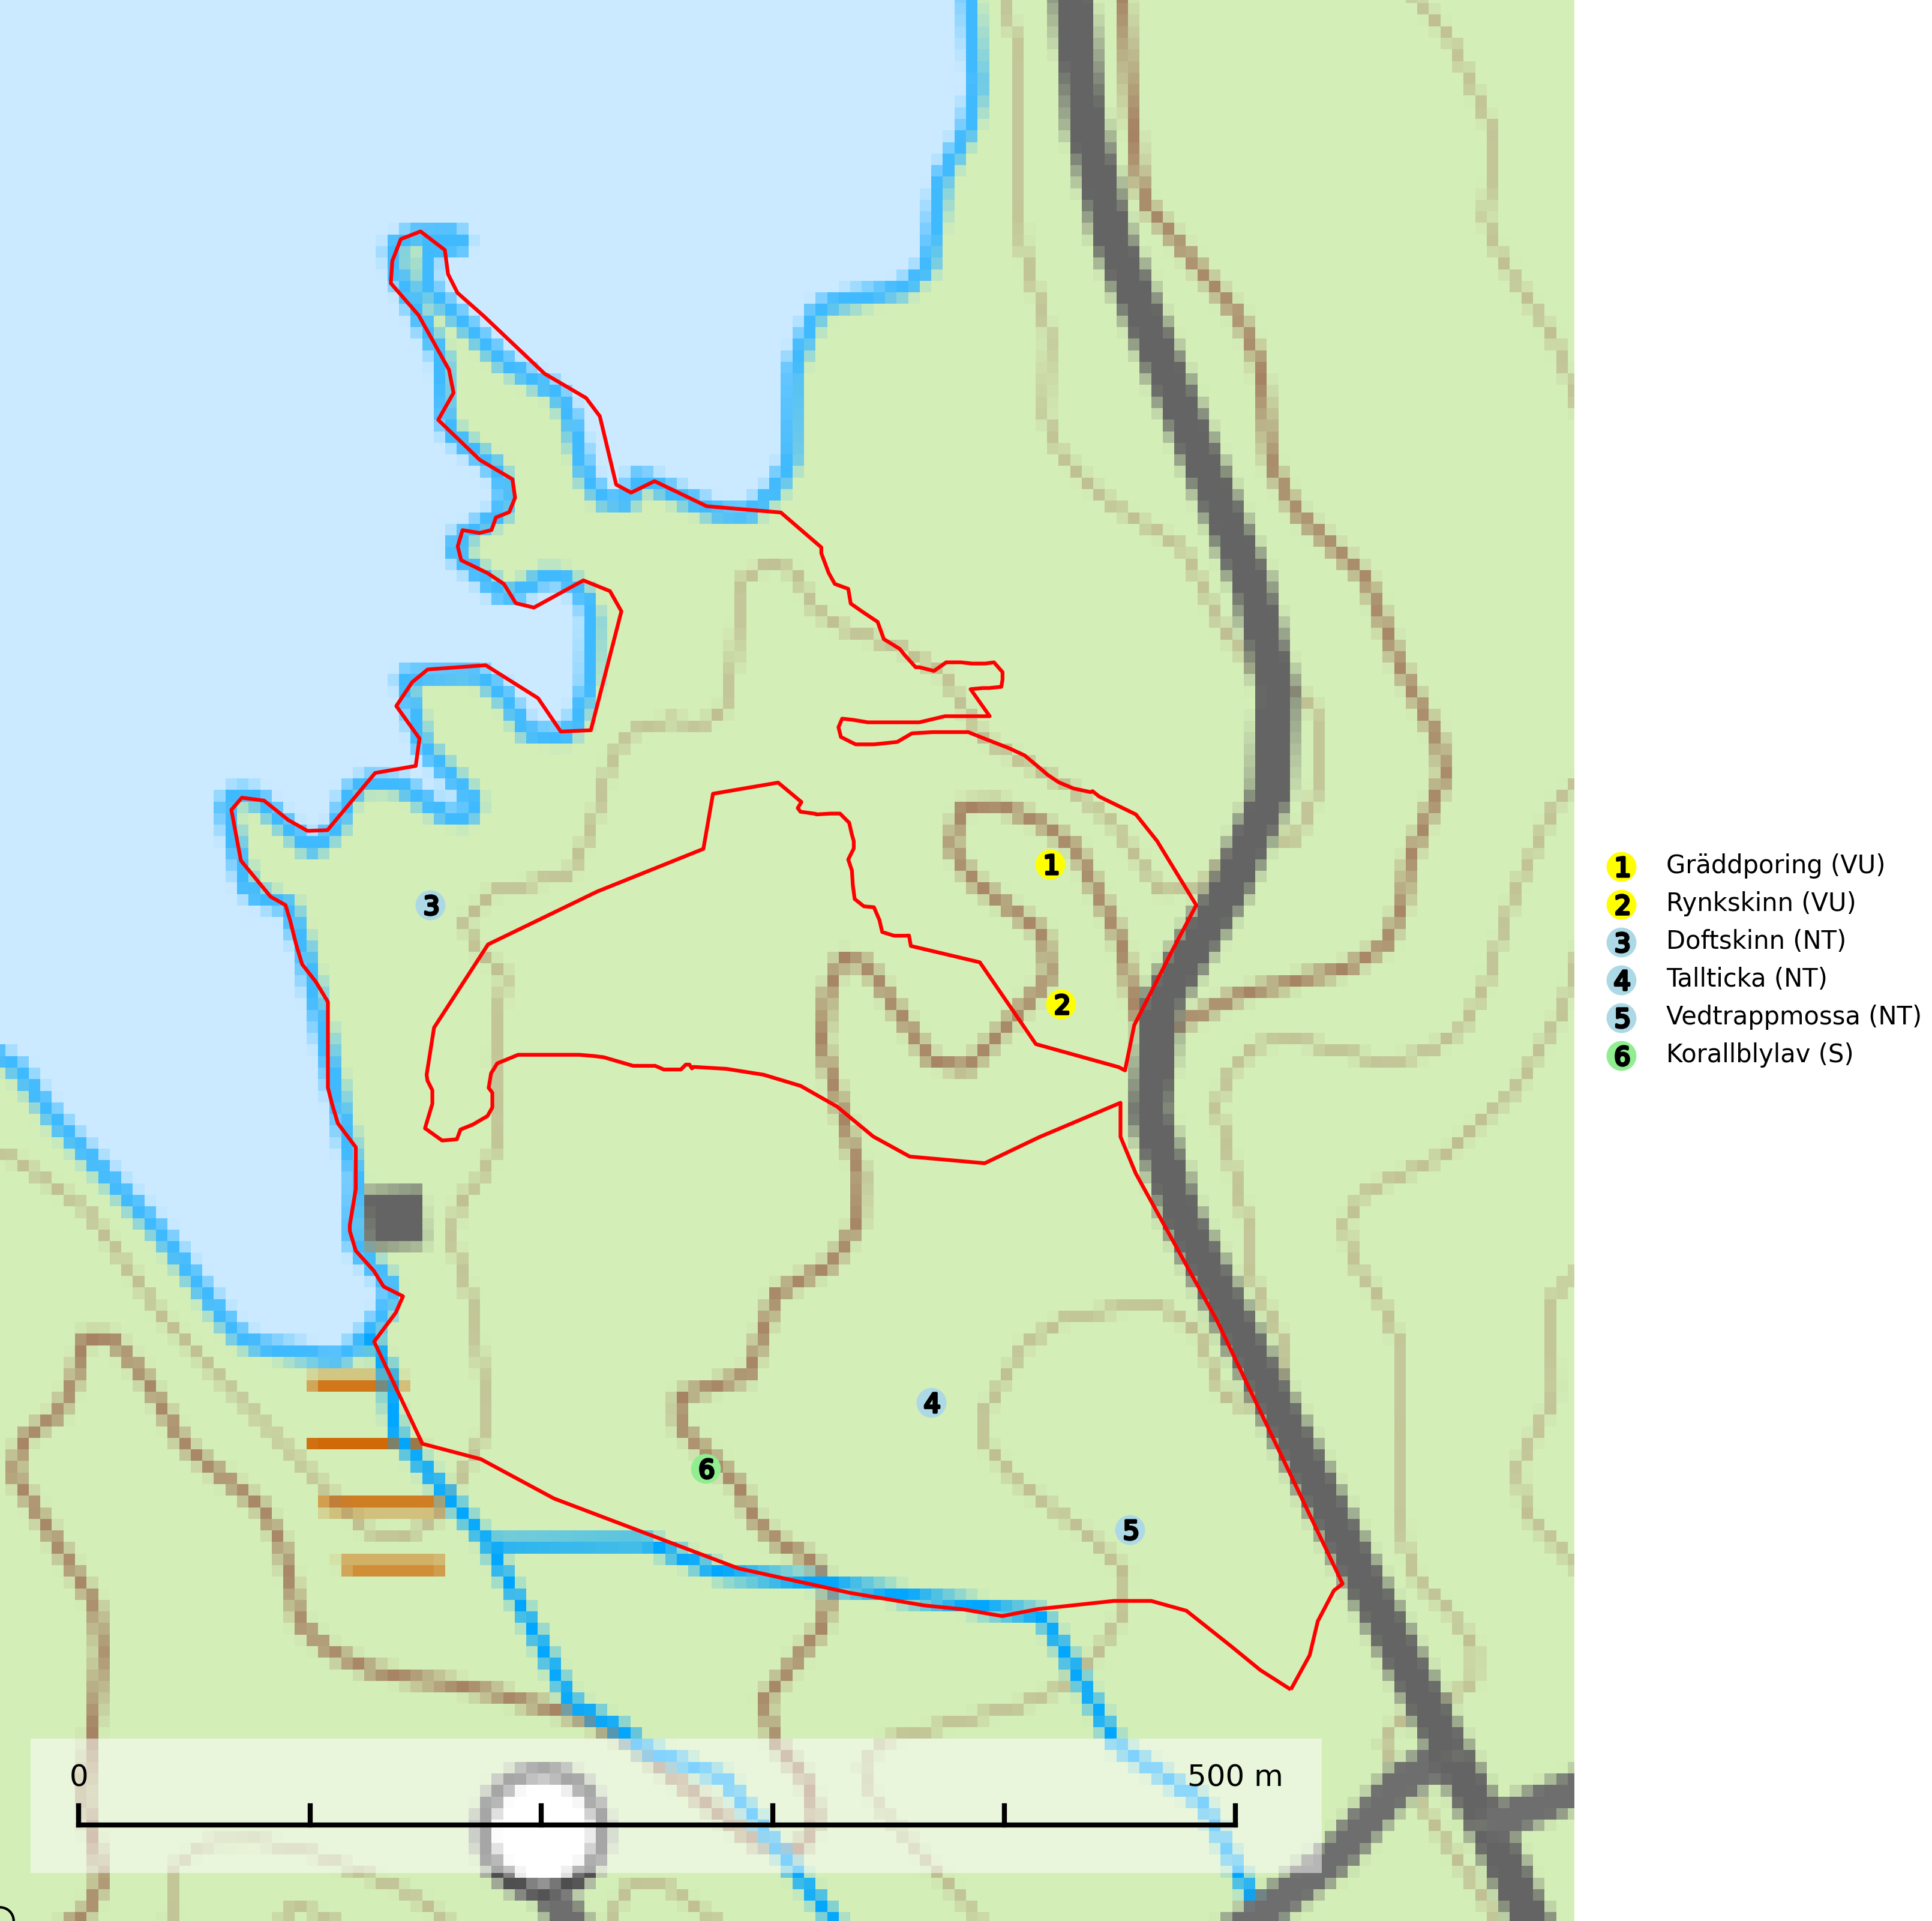 1
3
2
4
6
5
0
500 m
1 Gräddporing (VU)
2 Rynkskinn (VU)
3 Doftskinn (NT)
4 Tallticka (NT)
5 Vedtrappmossa (NT)
6 Korallblylav (S)